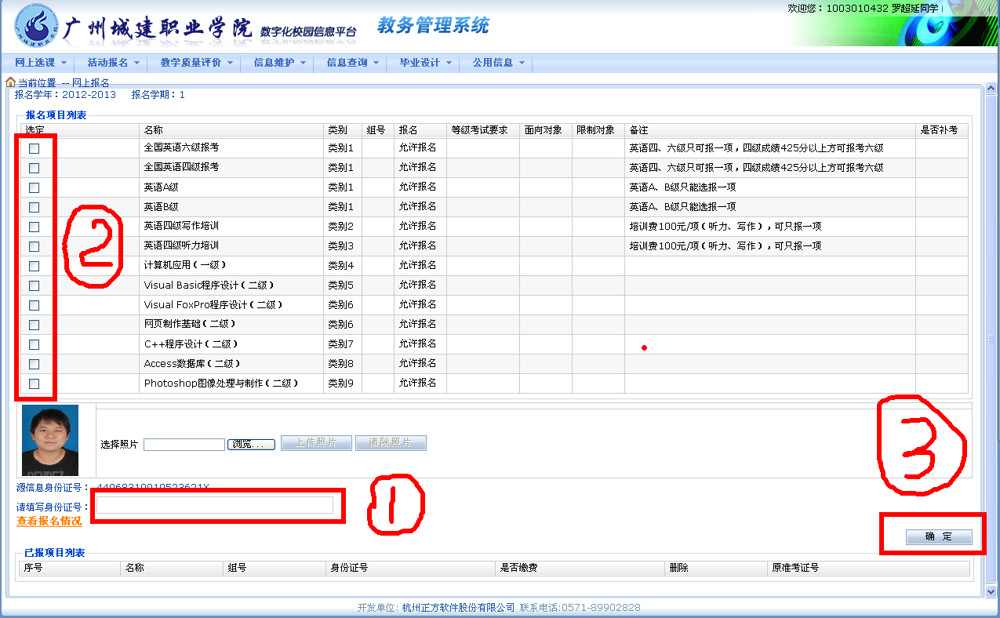 欢迎您：1003010432 罗超延同学
广州城建职业学院 数字化校园信息平台 教务管理系统
网上选课 活动报名 教学质量评价 信息维护 信息查询 毕业设计 公用信息
当前位置 -- 网上报名
报名学年：2012-2013 报名学期：1
报名项目列表
选定 名称 类别 组号 报名 等级考试要求 面向对象 限制对象 备注 是否补考
全国英语六级报考 类别1 允许报名 英语四、六级只可报一项，四级成绩425分以上方可报考六级
全国英语四级报考 类别1 允许报名 英语四、六级只可报一项，四级成绩425分以上方可报考六级
英语A级 类别1 允许报名 英语A、B级只能选报一项
英语B级 类别1 允许报名 英语A、B级只能选报一项
英语四级写作培训 类别2 允许报名 培训费100元/项（听力、写作），可只报一项
英语四级听力培训 类别3 允许报名 培训费100元/项（听力、写作），可只报一项
计算机应用（一级） 类别4 允许报名
Visual Basic程序设计（二级） 类别5 允许报名
Visual FoxPro程序设计（二级） 类别6 允许报名
网页制作基础（二级） 类别6 允许报名
C++程序设计（二级） 类别7 允许报名
Access数据库（二级） 类别8 允许报名
Photoshop图像处理与制作（二级） 类别9 允许报名
2
选择照片 浏览... 上传照片 清除照片
3
源信息身份证号：
请填写身份证号：
1
查看报名情况
确 定
已报项目列表
序号 名称 组号 身份证号 是否缴费 删除 原准考证号
开发单位：杭州正方软件股份有限公司 联系电话:0571-89902828